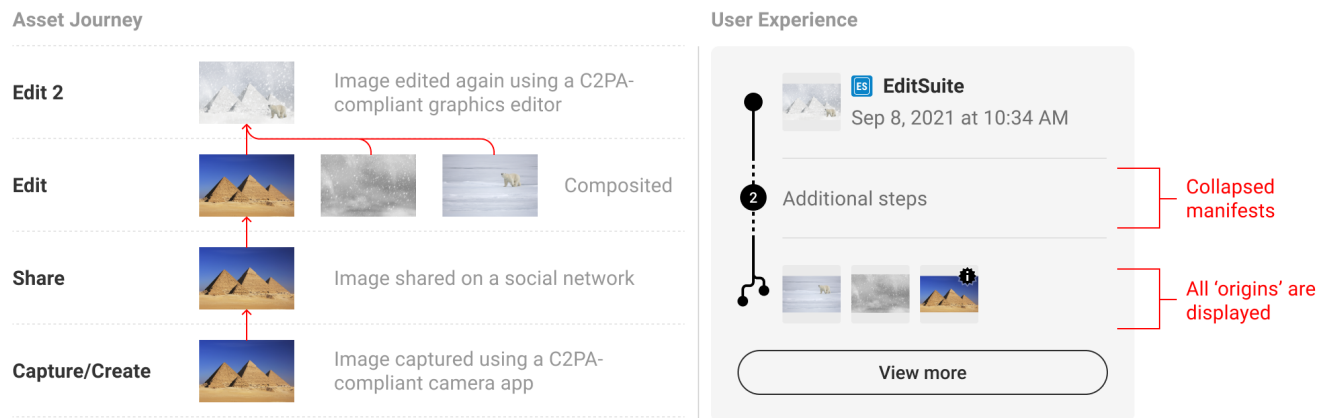 Asset Journey
User Experience
Edit 2
Image edited again using a C2PA-
compliant graphics editor
Edit
Composited
Share
Image shared on a social network
Capture/Create
Image captured using a C2PA-
compliant camera app
ES EditSuite
Sep 8, 2021 at 10:34 AM
2 Additional steps
Collapsed
manifests
i
All ‘origins’ are
displayed
View more